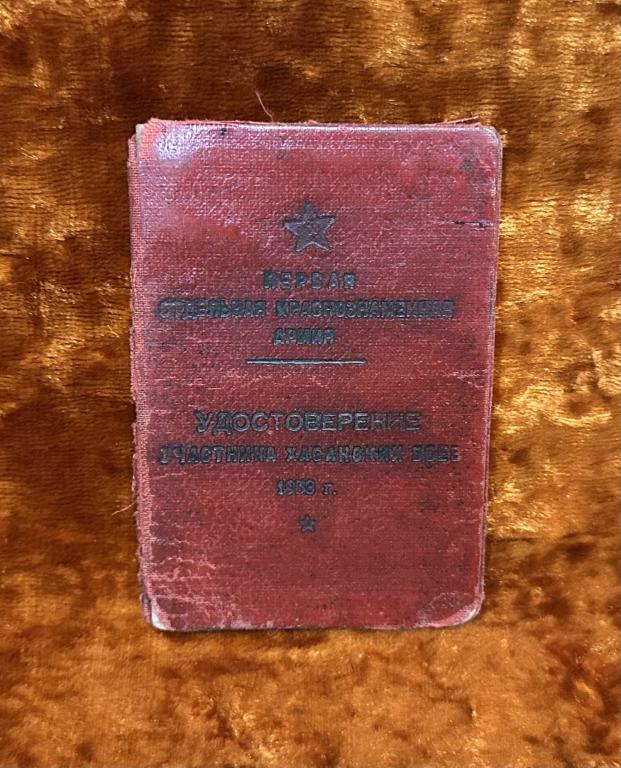 ПЕРВАЯ
ОТДЕЛЬНАЯ КРАСНОЗНАМЕННАЯ
АРМИЯ
УДОСТОВЕРЕНИЕ
УЧАСТНИКА ХАСАНСКИХ БОЕВ
1938 г.